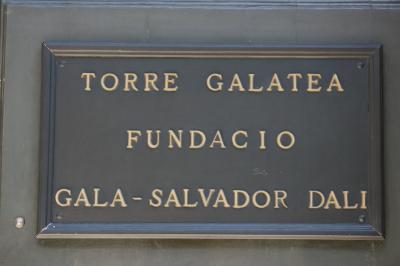 TORRE GALATEA
FUNDACIO
GALA-SALVADOR DALI